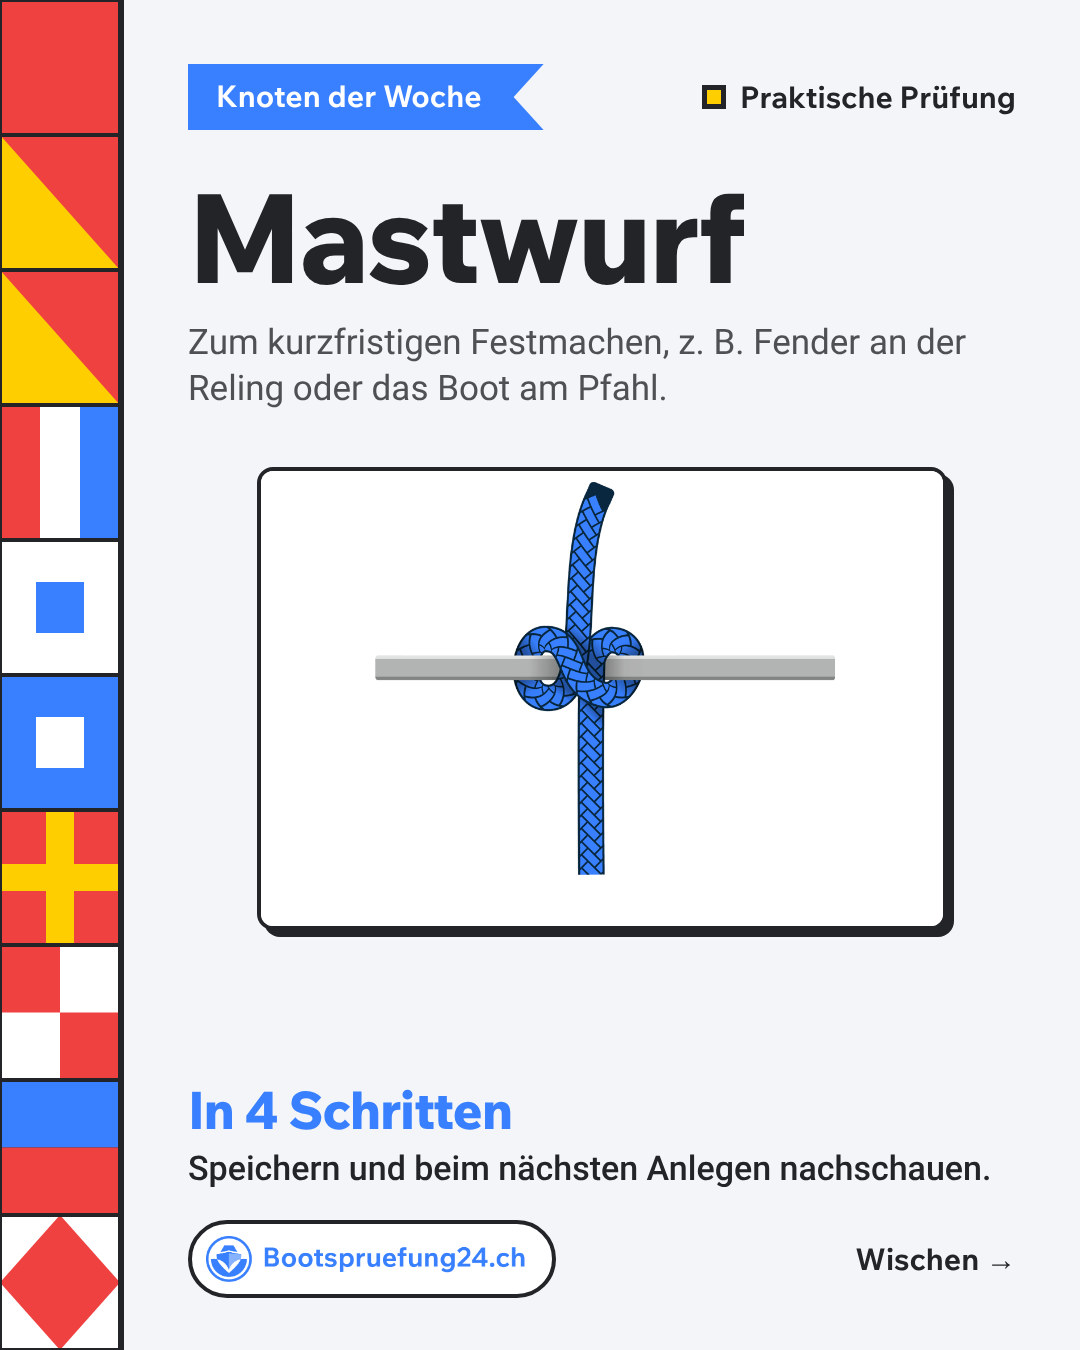 Knoten der Woche
Praktische Prüfung
Mastwurf
Zum kurzfristigen Festmachen, z. B. Fender an der
Reling oder das Boot am Pfahl.
In 4 Schritten
Speichern und beim nächsten Anlegen nachschauen.
Bootspruefung24.ch
Wischen →